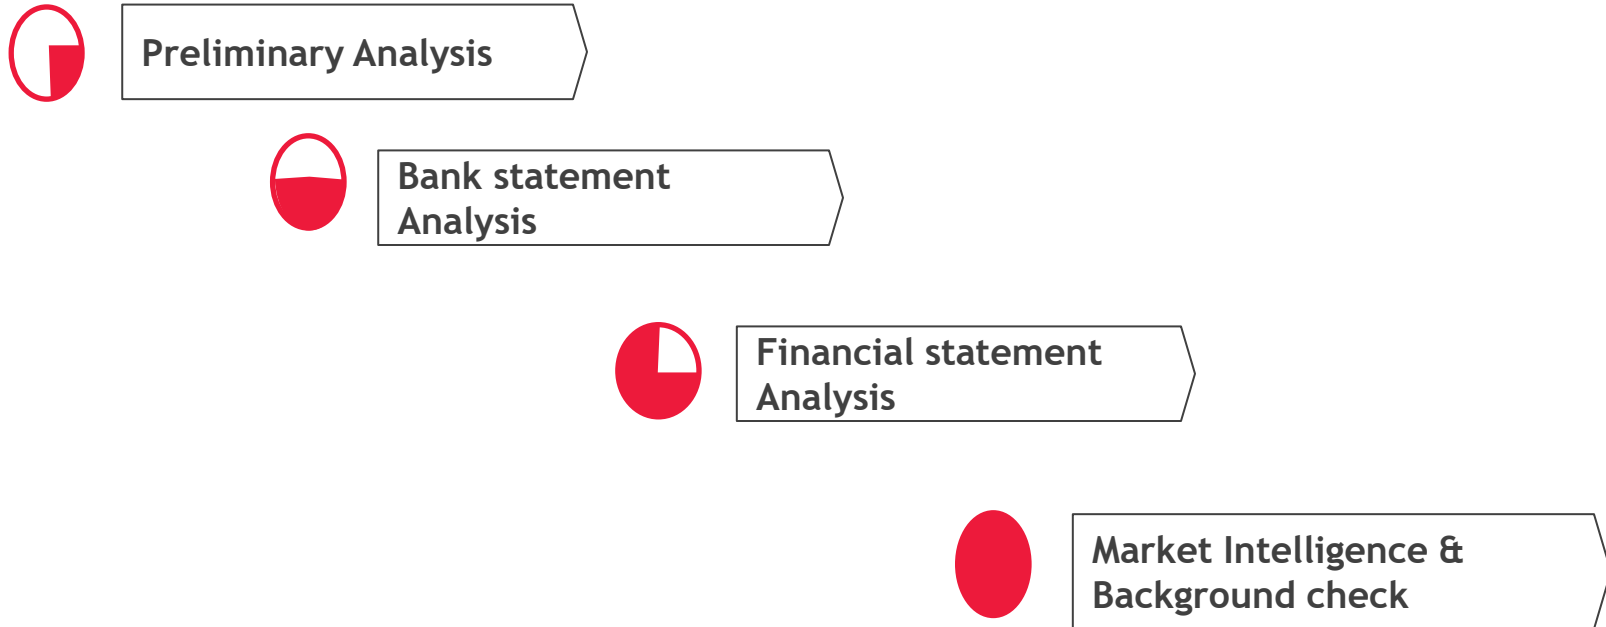 Preliminary Analysis
Bank statement
Analysis
Financial statement
Analysis
Market Intelligence &
Background check